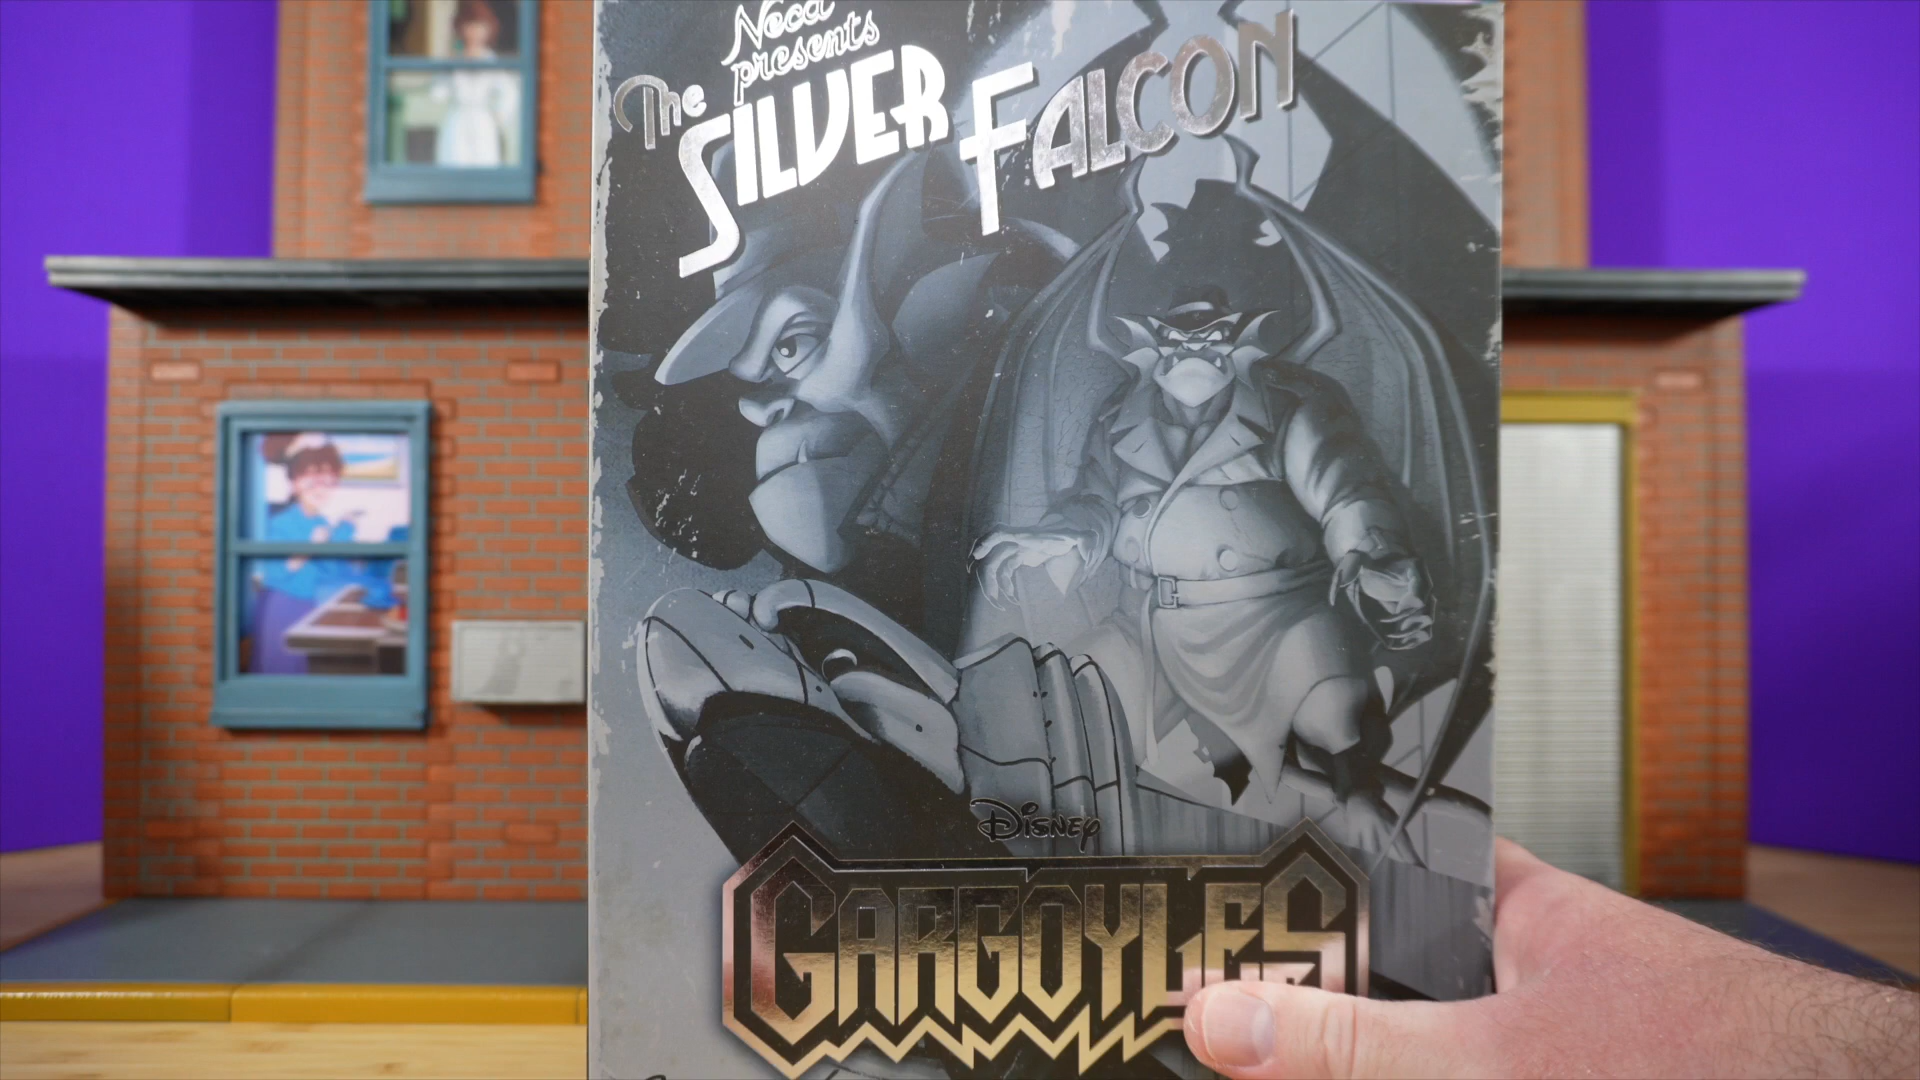 Neca
presents
The SILVER FALCON
Disney
GARGOYLES